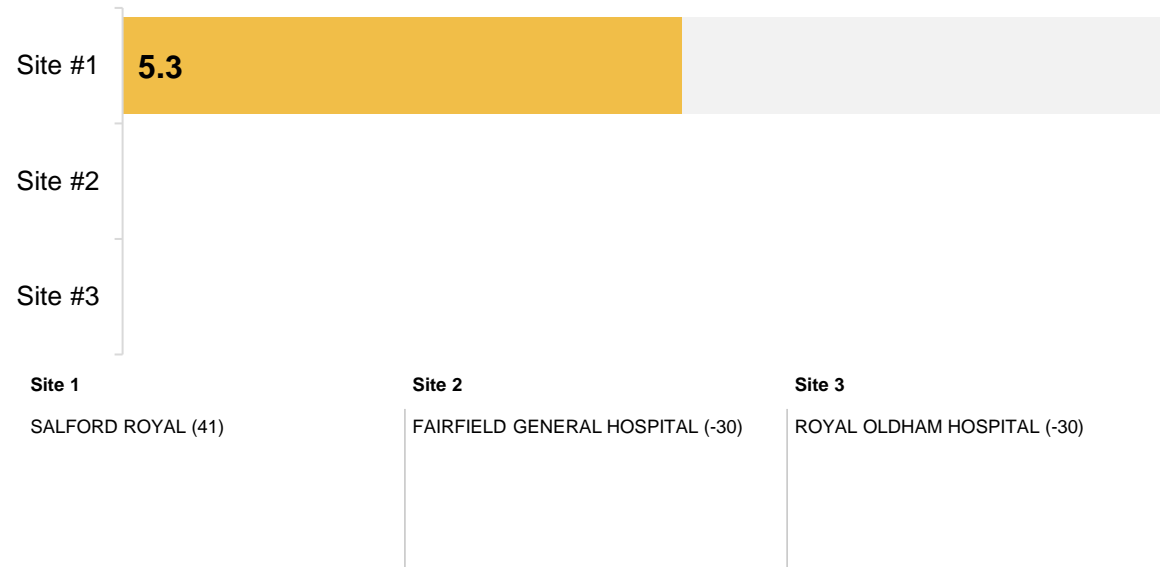 Site #1
5.3
Site #2
Site #3
Site 1
Site 2
Site 3
SALFORD ROYAL (41)
FAIRFIELD GENERAL HOSPITAL (-30)
ROYAL OLDHAM HOSPITAL (-30)